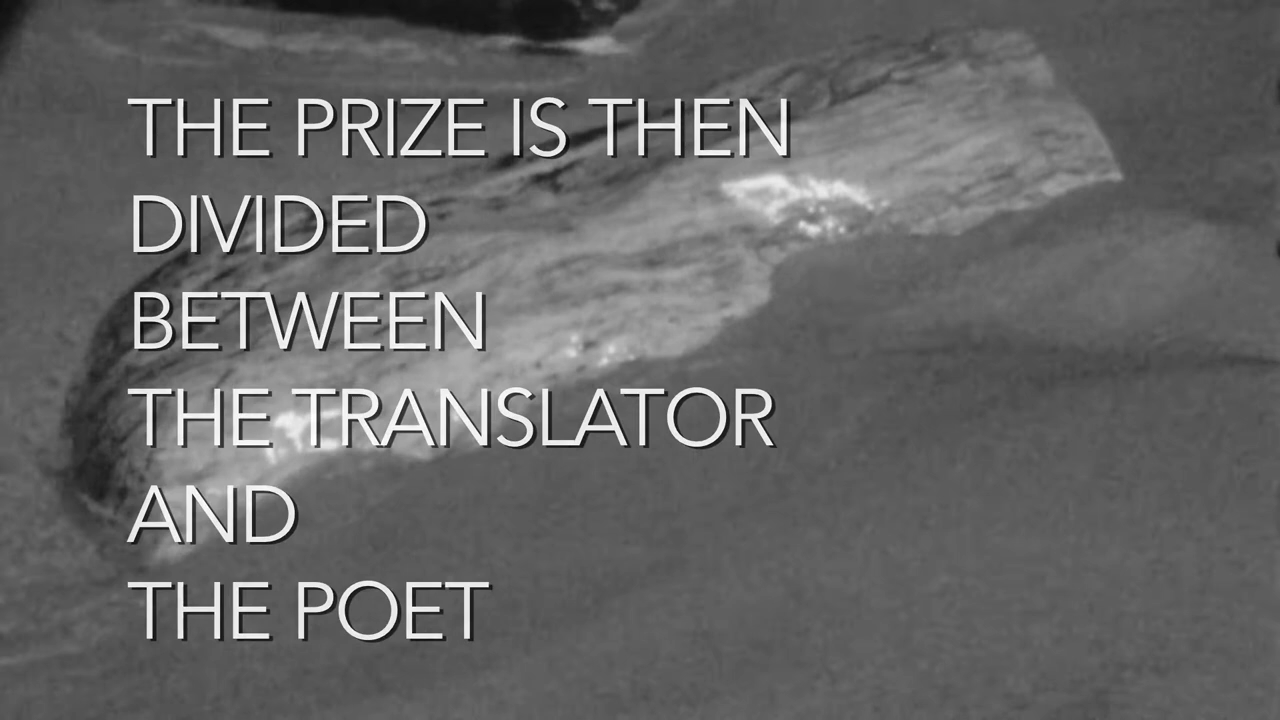 THE PRIZE IS THEN
DIVIDED
BETWEEN
THE TRANSLATOR
AND
THE POET